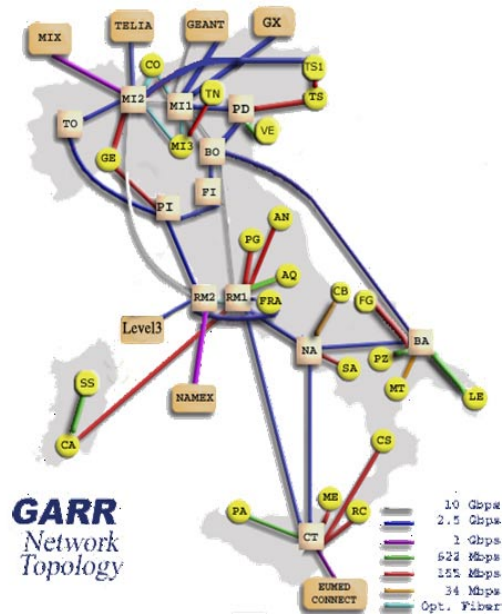 MIX
TELIA
GEANT
GX
CO
TS1
MI2
MI1
TN
PD
TS
TO
VE
MI3
GE
BO
FI
PI
AN
PG
AQ
RM2
RM1
FRA
CB
FG
Level3
NA
BA
PZ
SA
MT
SS
NAMEX
LE
CA
CS
ME
PA
RC
CT
EUMED
CONNECT
GARR
Network
Topology
10 Gbps
2.5 Gbps
1 Gbps
622 Mbps
155 Mbps
34 Mbps
Opt. Fiber